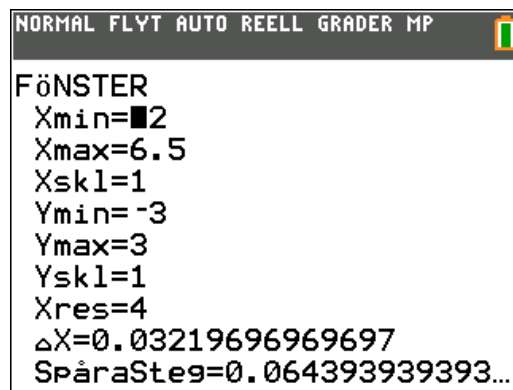 NORMAL FLYT AUTO REELL GRADER MP
FöNSTER
Xmin=■2
Xmax=6.5
Xskl=1
Ymin=-3
Ymax=3
Yskl=1
Xres=4
△X=0.03219696969697
SpåraSteg=0.064393939393…